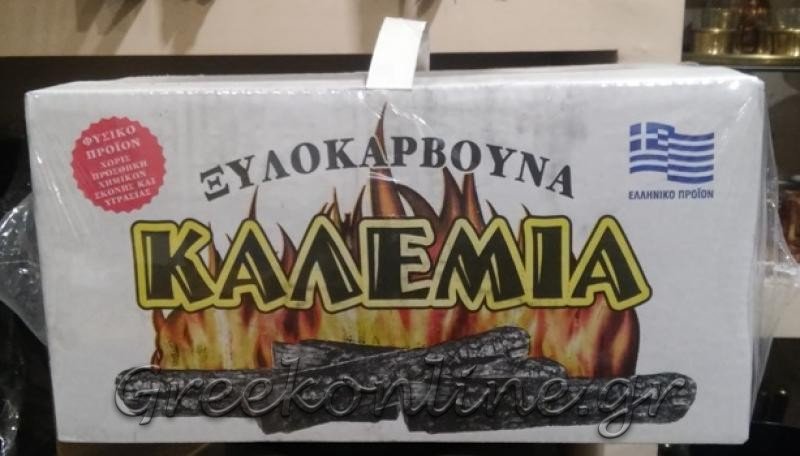 ΦΥΣΙΚΟ
ΠΡΟΪΟΝ
ΧΩΡΙΣ
ΠΡΟΣΘΗΚΗ
ΧΗΜΙΚΩΝ
ΣΚΟΝΗΣ ΚΑΙ
ΥΓΡΑΣΙΑΣ
ΞΥΛΟΚΑΡΒΟΥΝΑ
ΕΛΛΗΝΙΚΟ ΠΡΟΪΟΝ
ΚΑΛΕΜΙΑ
Greekonline.gr